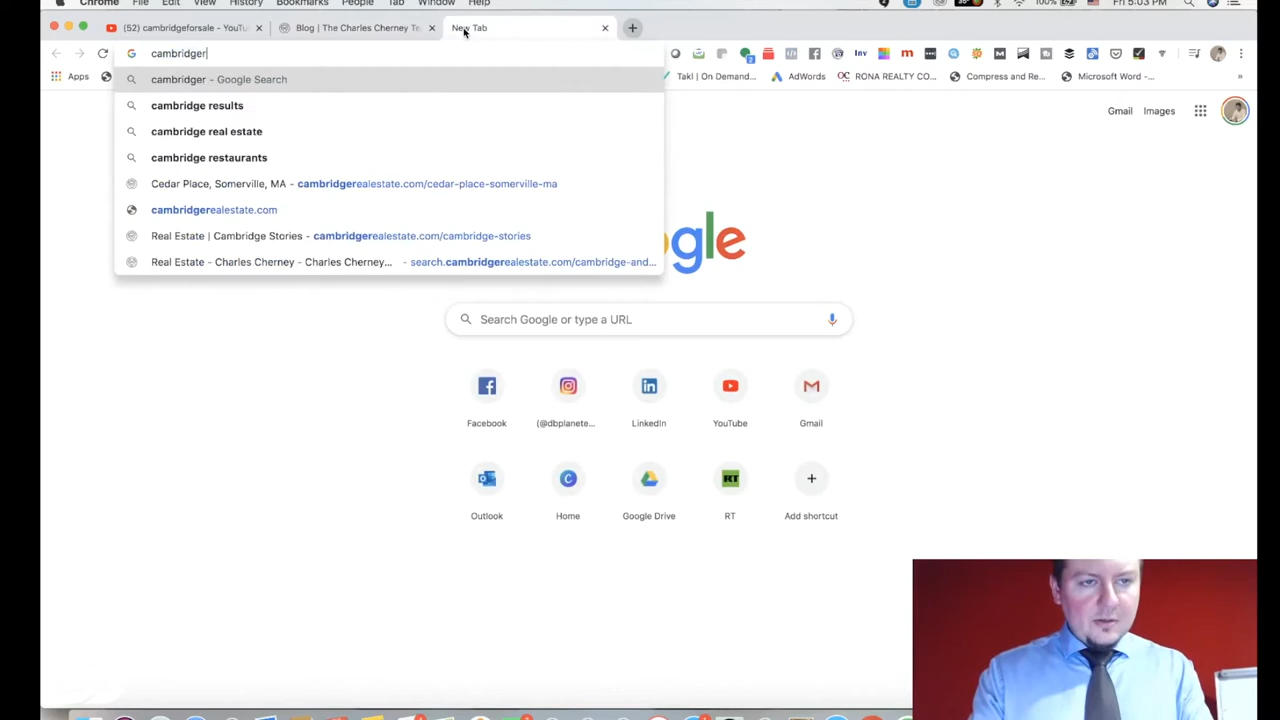 Chrome File Edit View History Bookmarks People Tab Window Help 100% Fri 5:03 PM
(52) cambridgeforsale - YouTu
Blog | The Charles Cherney Te
New Tab
cambridger
Inv
Apps
Takl | On Demand...
AdWords
RONA REALTY CO...
Compress and Re...
Microsoft Word -...
»
cambridger - Google Search
cambridge results
cambridge real estate
cambridge restaurants
Cedar Place, Somerville, MA - cambridgerealestate.com/cedar-place-somerville-ma
cambridgerealestate.com
Real Estate | Cambridge Stories - cambridgerealestate.com/cambridge-stories
Real Estate - Charles Cherney - Charles Cherney... - search.cambridgerealestate.com/cambridge-and...
Gmail Images
gle
Search Google or type a URL
Facebook
(@dbplanete...
LinkedIn
YouTube
Gmail
RT
Outlook
Home
Google Drive
RT
Add shortcut